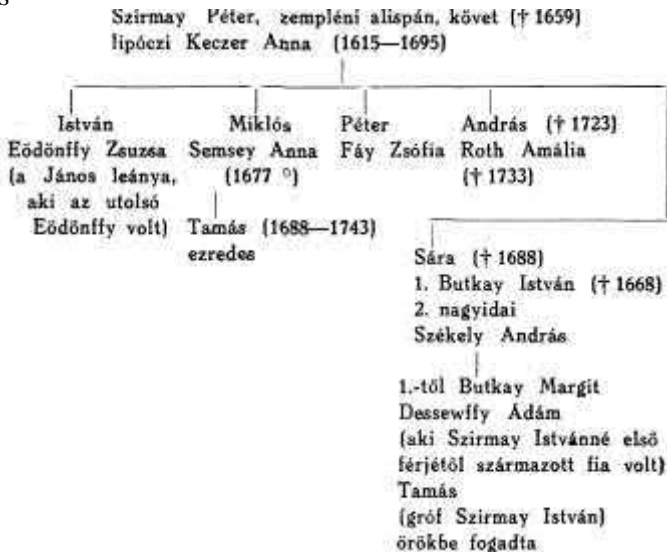 s
Szirmay Péter, zempléni alispán, követ († 1659)
lipóczi Keczer Anna (1615—1695)
István
Eödönffy Zsuzsa
(a János leánya,
aki az utolsó
Eödönffy volt)
Miklós
Semsey Anna
(1677 °)
Tamás (1688—1743)
ezredes
Péter
Fáy Zsófia
András († 1723)
Roth Amália
(† 1733)
Sára († 1688)
1. Butkay István († 1668)
2. nagyidai
Székely András
1.-től Butkay Margit
Dessewffy Ádám
(aki Szirmay Istvánné első
férjétől származott fia volt)
Tamás
(gróf Szirmay István)
örökbe fogadta